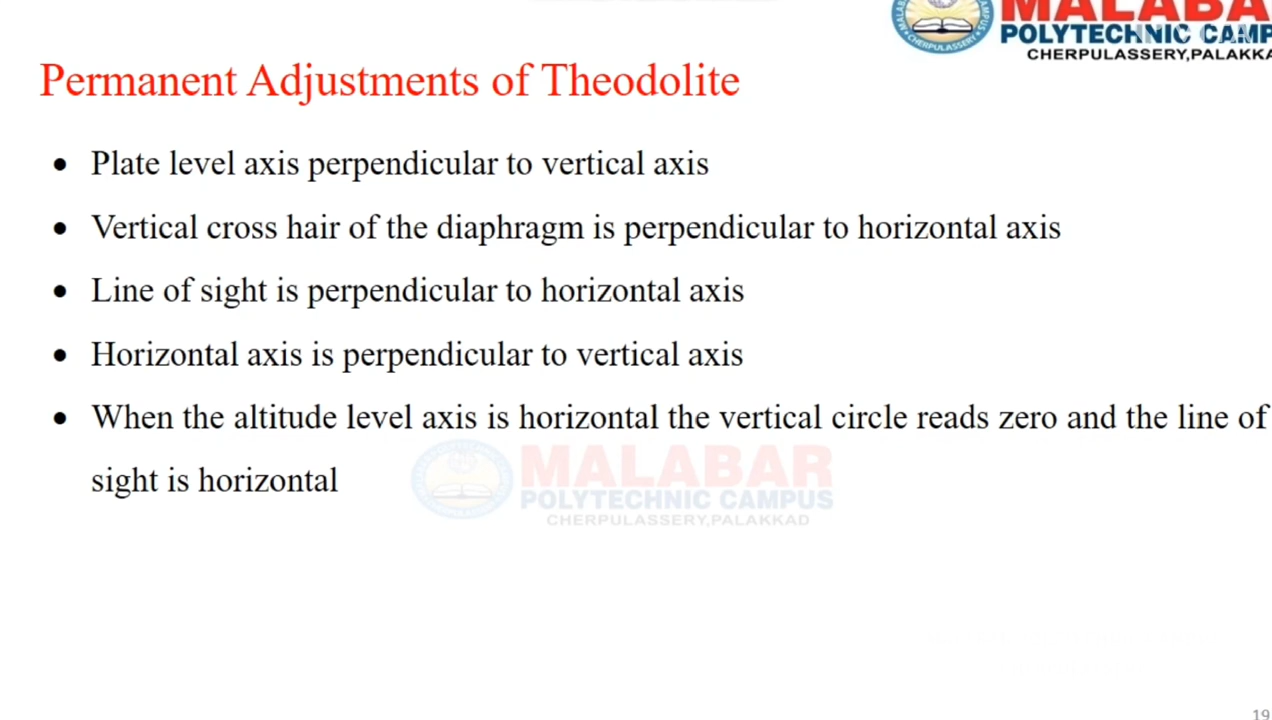 MALABAR
POLYTECHNIC CAMP
CHERPULASSERY,PALAKKA
Permanent Adjustments of Theodolite
• Plate level axis perpendicular to vertical axis
• Vertical cross hair of the diaphragm is perpendicular to horizontal axis
• Line of sight is perpendicular to horizontal axis
• Horizontal axis is perpendicular to vertical axis
• When the altitude level axis is horizontal the vertical circle reads zero and the line of
sight is horizontal
MALABAR
POLYTECHNIC CAMPUS
CHERPULASSERY,PALAKKAD
19